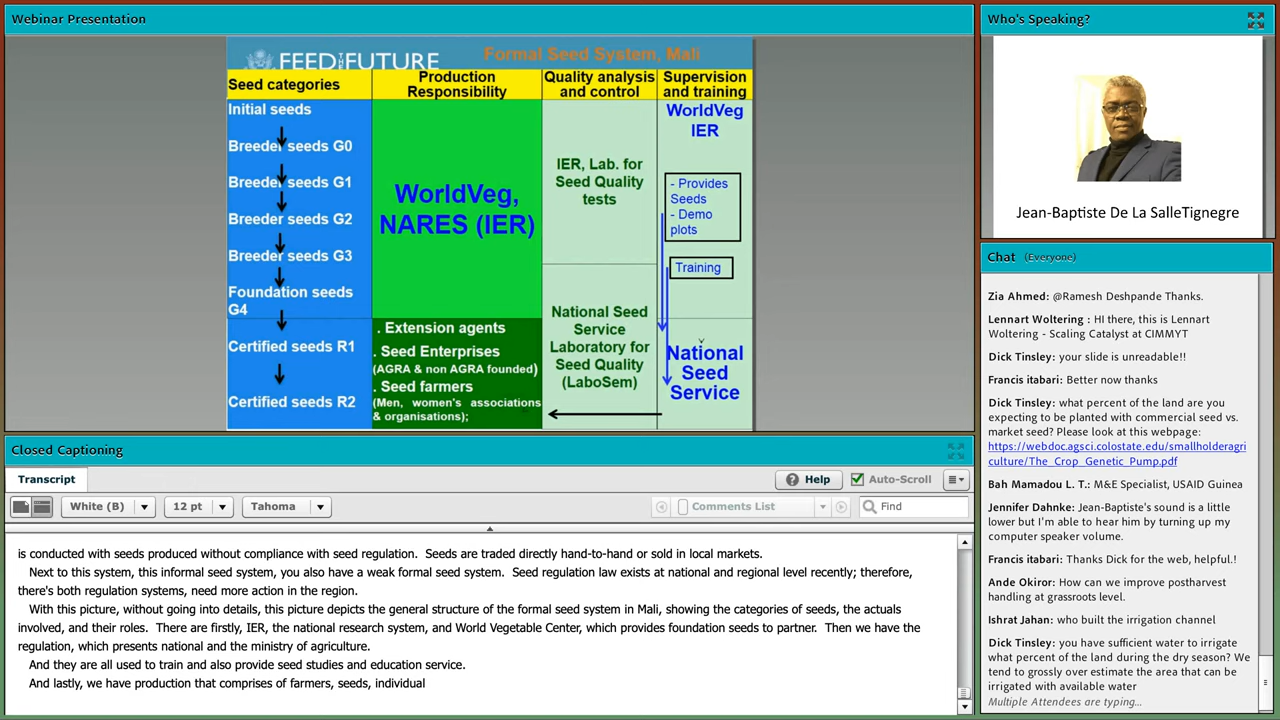 Webinar Presentation
FEED THE FUTURE
Formal Seed System, Mali
Seed categories
Production
Responsibility
Quality analysis
and control
Supervision
and training
Initial seeds
Breeder seeds G0
Breeder seeds G1
Breeder seeds G2
Breeder seeds G3
Foundation seeds
G4
Certified seeds R1
Certified seeds R2
WorldVeg,
NARES (IER)
. Extension agents
. Seed Enterprises
(AGRA & non AGRA founded)
. Seed farmers
(Men, women's associations
& organisations);
IER, Lab. for
Seed Quality
tests
National Seed
Service
Laboratory for
Seed Quality
(LaboSem)
WorldVeg
IER
- Provides
Seeds
- Demo
plots
Training
National
Seed
Service
Who's Speaking?
Jean-Baptiste De La SalleTignegre
Chat (Everyone)
Zia Ahmed: @Ramesh Deshpande Thanks.
Lennart Woltering : HI there, this is Lennart
Woltering - Scaling Catalyst at CIMMYT
Dick Tinsley: your slide is unreadable!!
Francis itabari: Better now thanks
Dick Tinsley: what percent of the land are you
expecting to be planted with commercial seed vs.
market seed? Please look at this webpage:
https://webdoc.agsci.colostate.edu/smallholderagri
culture/The_Crop_Genetic_Pump.pdf
Bah Mamadou L. T.: M&E Specialist, USAID Guinea
Jennifer Dahnke: Jean-Baptiste's sound is a little
lower but I'm able to hear him by turning up my
computer speaker volume.
Francis itabari: Thanks Dick for the web, helpful.!
Ande Okiror: How can we improve postharvest
handling at grassroots level.
Ishrat Jahan: who built the irrigation channel
Dick Tinsley: you have sufficient water to irrigate
what percent of the land during the dry season? We
tend to grossly over estimate the area that can be
irrigated with available water
Multiple Attendees are typing...
Closed Captioning
Transcript
Help
Auto-Scroll
White (B)
12 pt
Tahoma
Comments List
Find
is conducted with seeds produced without compliance with seed regulation. Seeds are traded directly hand-to-hand or sold in local markets.
Next to this system, this informal seed system, you also have a weak formal seed system. Seed regulation law exists at national and regional level recently; therefore,
there's both regulation systems, need more action in the region.
With this picture, without going into details, this picture depicts the general structure of the formal seed system in Mali, showing the categories of seeds, the actuals
involved, and their roles. There are firstly, IER, the national research system, and World Vegetable Center, which provides foundation seeds to partner. Then we have the
regulation, which presents national and the ministry of agriculture.
And they are all used to train and also provide seed studies and education service.
And lastly, we have production that comprises of farmers, seeds, individual